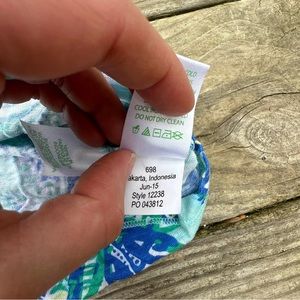 COOL
DO NOT DRY CLEAN
698
akarta, Indonesia
Jun-15
Style 12238
PO 043812